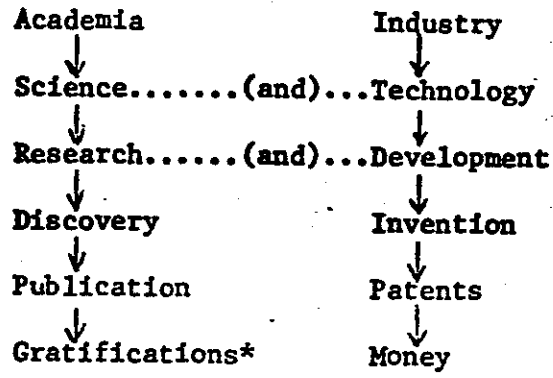 Academia Industry
Science.......(and)...Technology
Research......(and)...Development
Discovery Invention
Publication Patents
Gratifications* Money